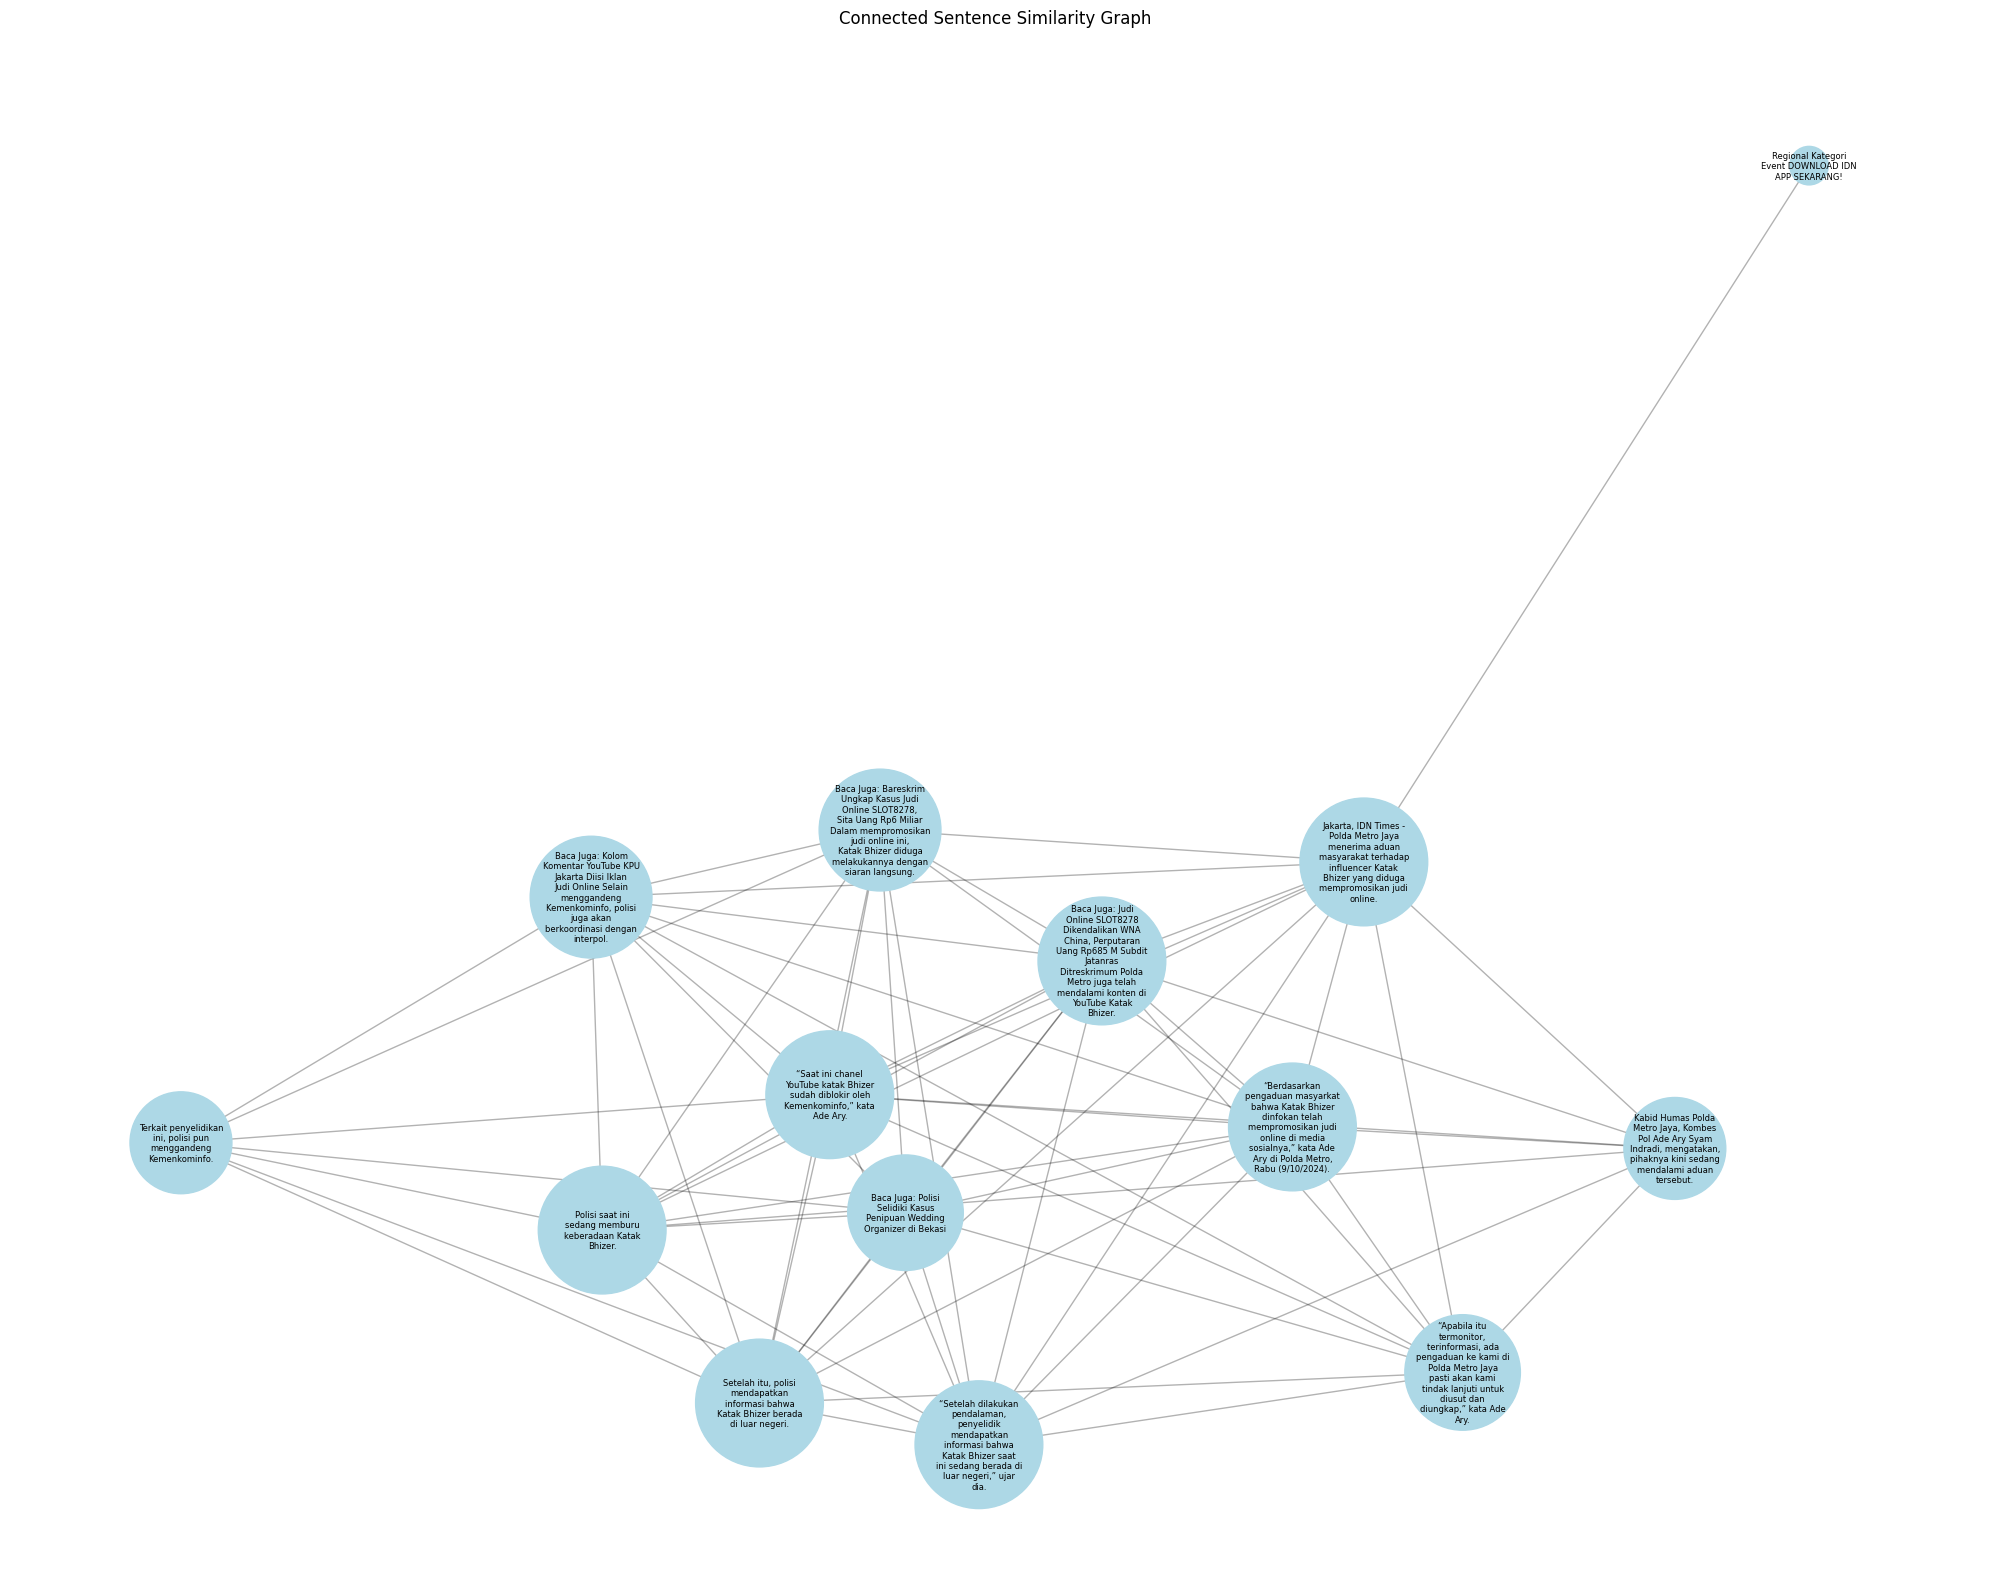 Connected Sentence Similarity Graph
Regional Kategori
Event DOWNLOAD IDN
APP SEKARANG!
Baca Juga: Bareskrim
Ungkap Kasus Judi
Online SLOT8278,
Sita Uang Rp6 Miliar
Dalam mempromosikan
judi online ini,
Katak Bhizer diduga
melakukannya dengan
siaran langsung.
Jakarta, IDN Times -
Polda Metro Jaya
menerima aduan
masyarakat terhadap
influencer Katak
Bhizer yang diduga
mempromosikan judi
online.
Baca Juga: Kolom
Komentar YouTube KPU
Jakarta Diisi Iklan
Judi Online Selain
menggandeng
Kemenkominfo, polisi
juga akan
berkoordinasi dengan
interpol.
Baca Juga: Judi
Online SLOT8278
Dikendalikan WNA
China, Perputaran
Uang Rp685 M Subdit
Jatanras
Ditreskrimum Polda
Metro juga telah
mendalami konten di
YouTube Katak
Bhizer.
“Saat ini chanel
YouTube katak Bhizer
sudah diblokir oleh
Kemenkominfo,” kata
Ade Ary.
“Berdasarkan
pengaduan masyarkat
bahwa Katak Bhizer
dinfokan telah
mempromosikan judi
online di media
sosialnya,” kata Ade
Ary di Polda Metro,
Rabu (9/10/2024).
Terkait penyelidikan
ini, polisi pun
menggandeng
Kemenkominfo.
Kabid Humas Polda
Metro Jaya, Kombes
Pol Ade Ary Syam
Indradi, mengatakan,
pihaknya kini sedang
mendalami aduan
tersebut.
Baca Juga: Polisi
Selidiki Kasus
Penipuan Wedding
Organizer di Bekasi
Polisi saat ini
sedang memburu
keberadaan Katak
Bhizer.
“Apabila itu
termonitor,
terinformasi, ada
pengaduan ke kami di
Polda Metro Jaya
pasti akan kami
tindak lanjuti untuk
diusut dan
diungkap,” kata Ade
Ary.
Setelah itu, polisi
mendapatkan
informasi bahwa
Katak Bhizer berada
di luar negeri.
“Setelah dilakukan
pendalaman,
penyelidik
mendapatkan
informasi bahwa
Katak Bhizer saat
ini sedang berada di
luar negeri,” ujar
dia.